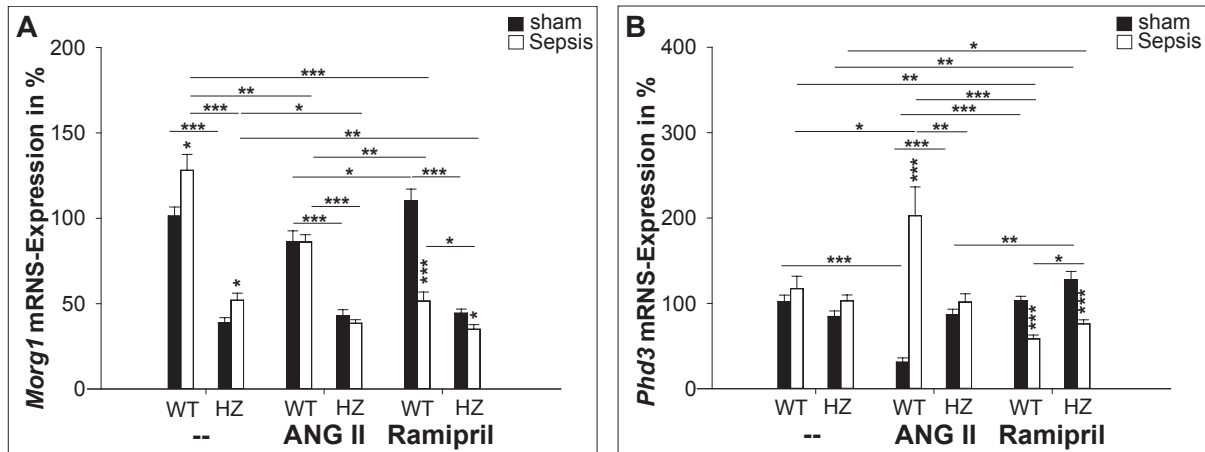 A
sham
Sepsis
Morg1 mRNS-Expression in %
200
150
100
50
0
***
**
*** *
*** **
* **
* ***
***
***
*
*
***
*
WT HZ WT HZ WT HZ
-- ANG II Ramipril
B
sham
Sepsis
Phd3 mRNS-Expression in %
400
300
200
100
0
*
**
**
***
***
* **
***
***
**
*** *
***
***
WT HZ WT HZ WT HZ
-- ANG II Ramipril